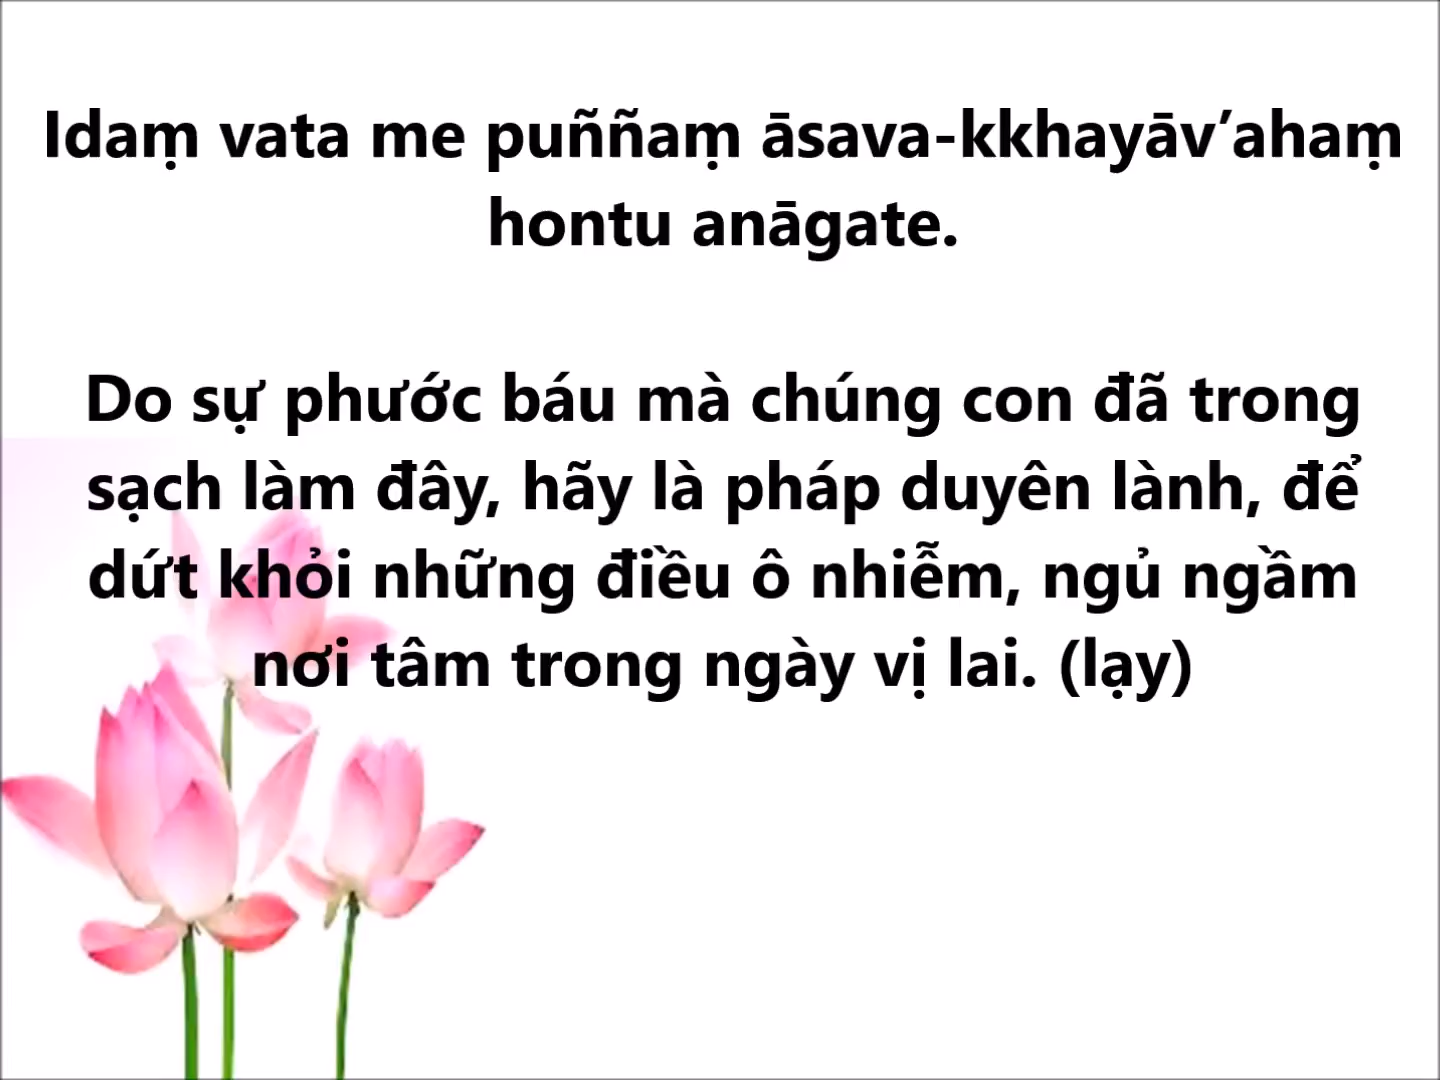 Idaṃ vata me puññaṃ āsava-kkhayāv’ahaṃ
hontu anāgate.
Do sự phước báu mà chúng con đã trong
sạch làm đây, hãy là pháp duyên lành, để
dứt khỏi những điều ô nhiễm, ngủ ngầm
nơi tâm trong ngày vị lai. (lạy)